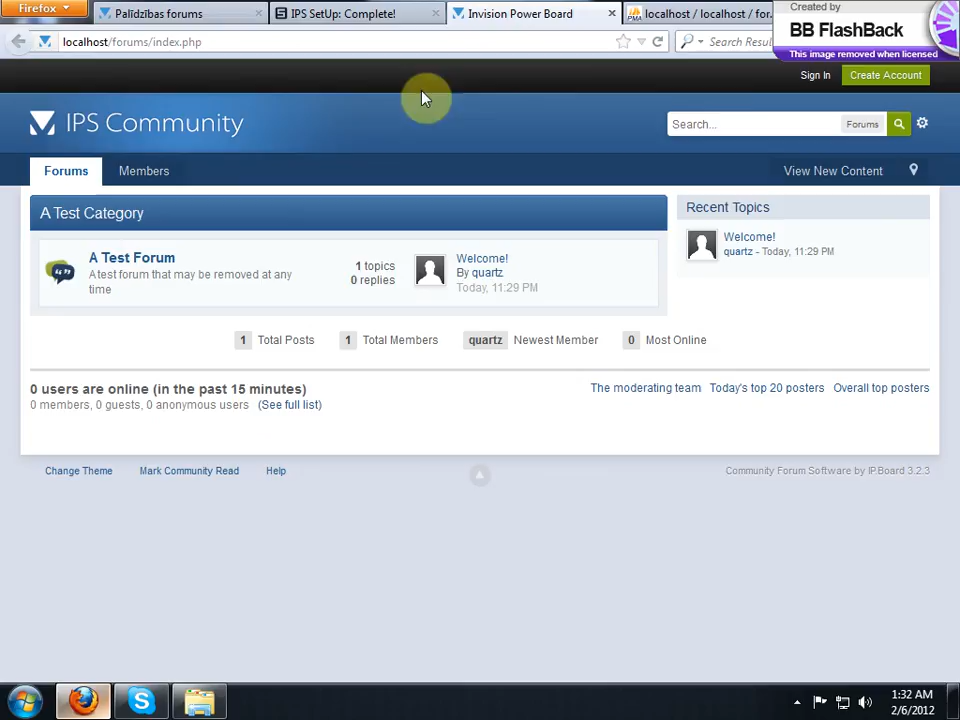 Firefox
Palīdzības forums
IPS SetUp: Complete!
Invision Power Board
localhost / localhost / for...
Created by
BB FlashBack
This image removed when licensed
localhost/forums/index.php
Search Resul
Sign In
Create Account
IPS Community
Search...
Forums
Forums
Members
View New Content
A Test Category
Recent Topics
A Test Forum
A test forum that may be removed at any
time
1 topics
0 replies
Welcome!
By quartz
Today, 11:29 PM
Welcome!
quartz - Today, 11:29 PM
1 Total Posts
1 Total Members
quartz Newest Member
0 Most Online
0 users are online (in the past 15 minutes)
0 members, 0 guests, 0 anonymous users (See full list)
The moderating team
Today's top 20 posters
Overall top posters
Change Theme
Mark Community Read
Help
Community Forum Software by IP.Board 3.2.3
1:32 AM
2/6/2012